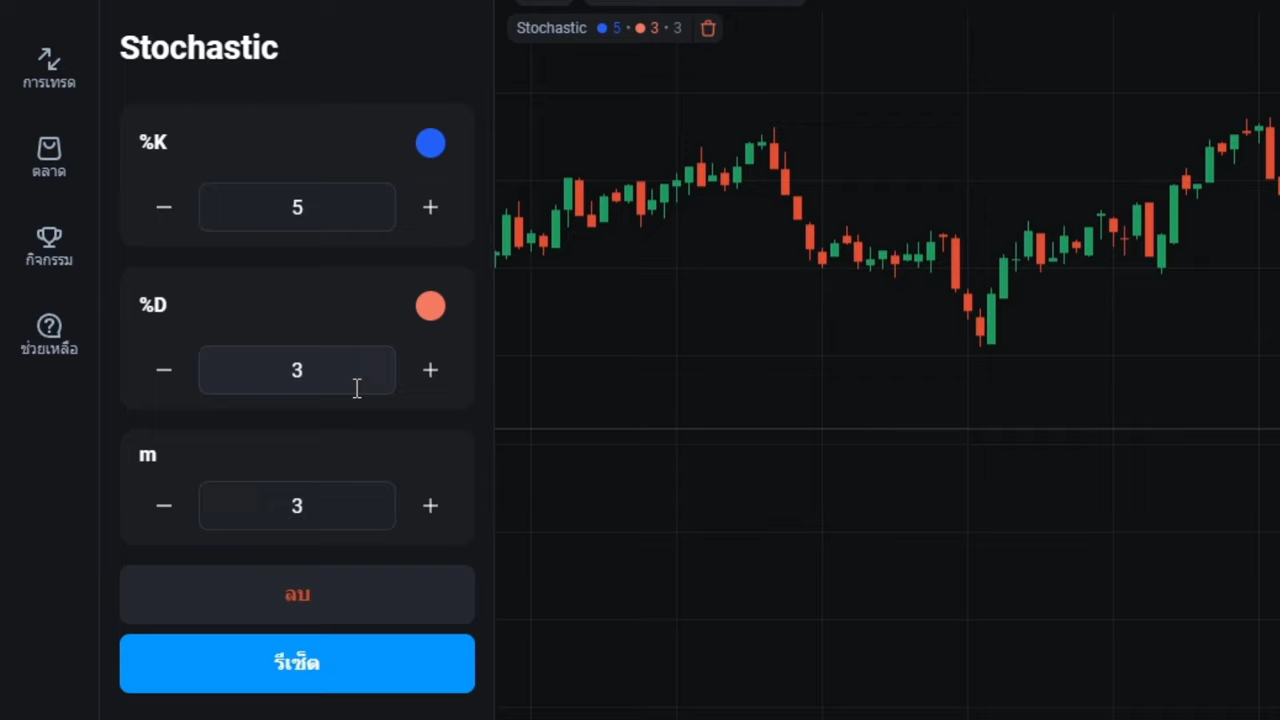 การเทรด
ตลาด
กิจกรรม
ช่วยเหลือ
Stochastic
%K
− 5 +
%D
− 3 +
m
− 3 +
ลบ
รีเซ็ต
Stochastic 5 · 3 · 3